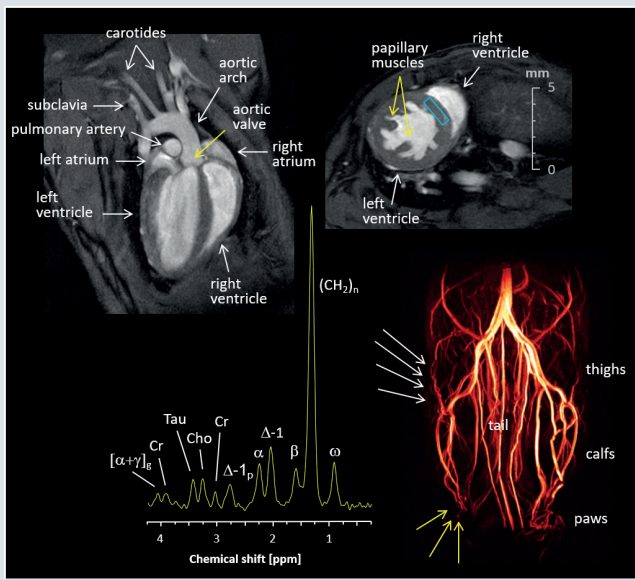 carotides
aortic
arch
subclavia
aortic
valve
pulmonary artery
left atrium
right
atrium
left
ventricle
right
ventricle
papillary
muscles
right
ventricle
mm
5
0
left
ventricle
(CH2)n
Tau
Cr
Cho
Cr
[α+γ]g
Δ-1p
α
Δ-1
β
ω
4
3
2
1
Chemical shift [ppm]
thighs
tail
calfs
paws